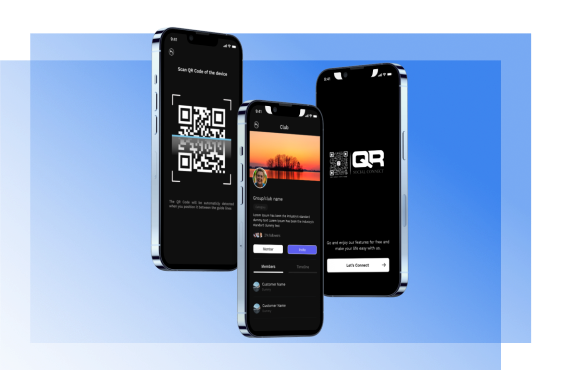 9:41
Scan QR Code of the device
The QR Code will be automatically detected
when you position it between the guide lines
9:41
Club
Group/club name
Lorem Ipsum has been the industry's standard
dummy text. Lorem Ipsum has been the industry's
standard dummy text
Members
Timeline
Customer Name
Customer Name
9:41
QR
SOCIAL CONNECT
Go and enjoy our features for free and
make your life easy with us.
Let's Connect